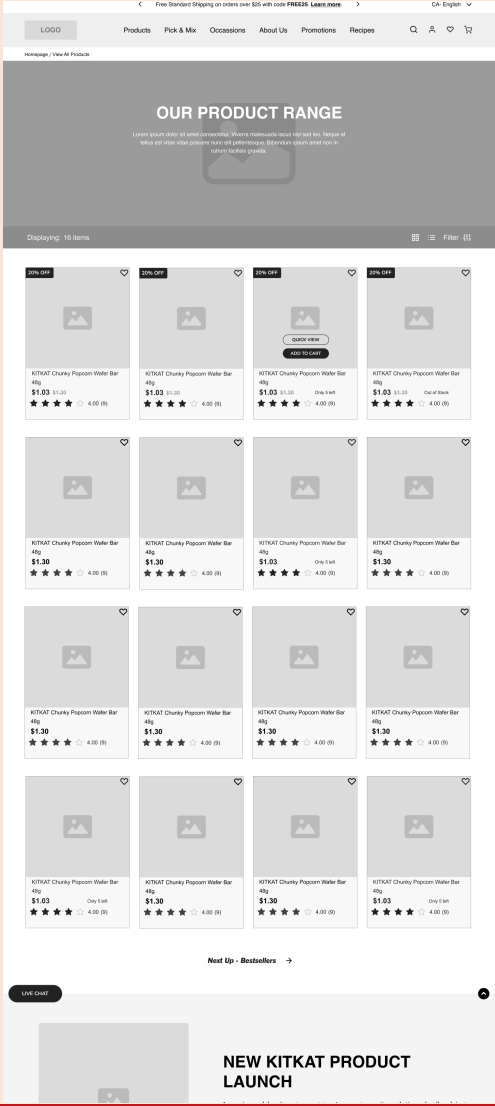 Free Standard Shipping on orders over $25 with code FREE25. Learn more.
CA- English
LOGO
Products
Pick & Mix
Occassions
About Us
Promotions
Recipes
Homepage / View All Products
OUR PRODUCT RANGE
Lorem ipsum dolor sit amet consectetur. Viverra malesuada lacus nisl sed leo. Neque at
tellus est vitae vitae posuere nunc elit pellentesque. Bibendum ipsum amet non in
rutrum facilisis gravida.
Displaying: 16 items
Filter
20% OFF
KITKAT Chunky Popcorn Wafer Bar
48g
$1.03 $1.30
4.00 (9)
20% OFF
KITKAT Chunky Popcorn Wafer Bar
48g
$1.03 $1.30
4.00 (9)
20% OFF
QUICK VIEW
ADD TO CART
KITKAT Chunky Popcorn Wafer Bar
48g
$1.03 $1.30 Only 5 left
4.00 (9)
20% OFF
KITKAT Chunky Popcorn Wafer Bar
48g
$1.03 $1.30 Out of Stock
4.00 (9)
KITKAT Chunky Popcorn Wafer Bar
48g
$1.30
4.00 (9)
KITKAT Chunky Popcorn Wafer Bar
48g
$1.30
4.00 (9)
KITKAT Chunky Popcorn Wafer Bar
48g
$1.03 Only 5 left
4.00 (9)
KITKAT Chunky Popcorn Wafer Bar
48g
$1.30
4.00 (9)
KITKAT Chunky Popcorn Wafer Bar
48g
$1.30
4.00 (9)
KITKAT Chunky Popcorn Wafer Bar
48g
$1.30
4.00 (9)
KITKAT Chunky Popcorn Wafer Bar
48g
$1.30
4.00 (9)
KITKAT Chunky Popcorn Wafer Bar
48g
$1.30
4.00 (9)
KITKAT Chunky Popcorn Wafer Bar
48g
$1.03 Only 5 left
4.00 (9)
KITKAT Chunky Popcorn Wafer Bar
48g
$1.30
4.00 (9)
KITKAT Chunky Popcorn Wafer Bar
48g
$1.30
4.00 (9)
KITKAT Chunky Popcorn Wafer Bar
48g
$1.03 Only 5 left
4.00 (9)
Next Up - Bestsellers
LIVE CHAT
NEW KITKAT PRODUCT
LAUNCH